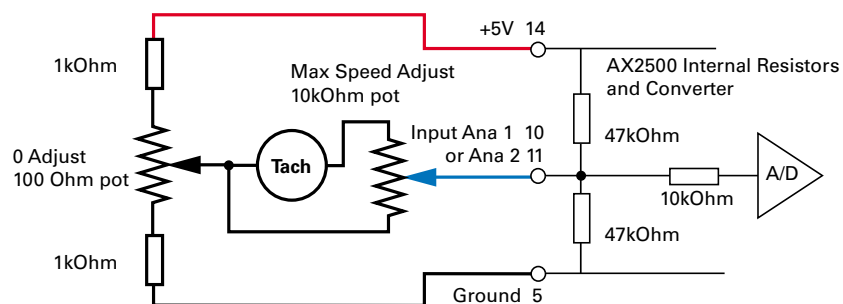 +5V 14
1kOhm
Max Speed Adjust
10kOhm pot
AX2500 Internal Resistors
and Converter
Input Ana 1 10
or Ana 2 11
47kOhm
0 Adjust
100 Ohm pot
Tach
A/D
10kOhm
47kOhm
1kOhm
Ground 5